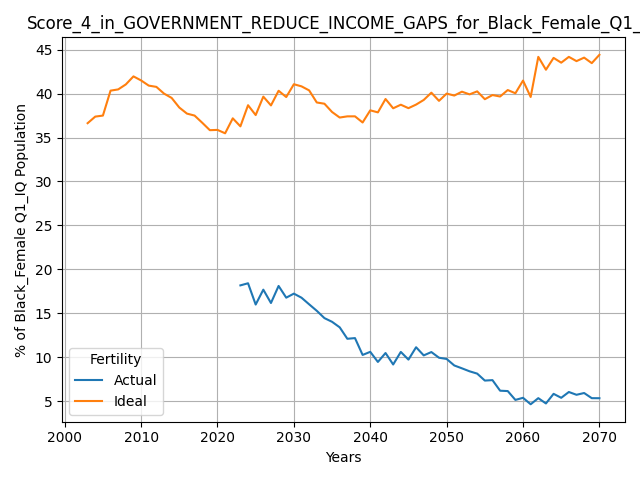 Score_4_in_GOVERNMENT_REDUCE_INCOME_GAPS_for_Black_Female_Q1_
% of Black_Female Q1_IQ Population
45
40
35
30
25
20
15
10
5
Fertility
Actual
Ideal
2000 2010 2020 2030 2040 2050 2060 2070
Years